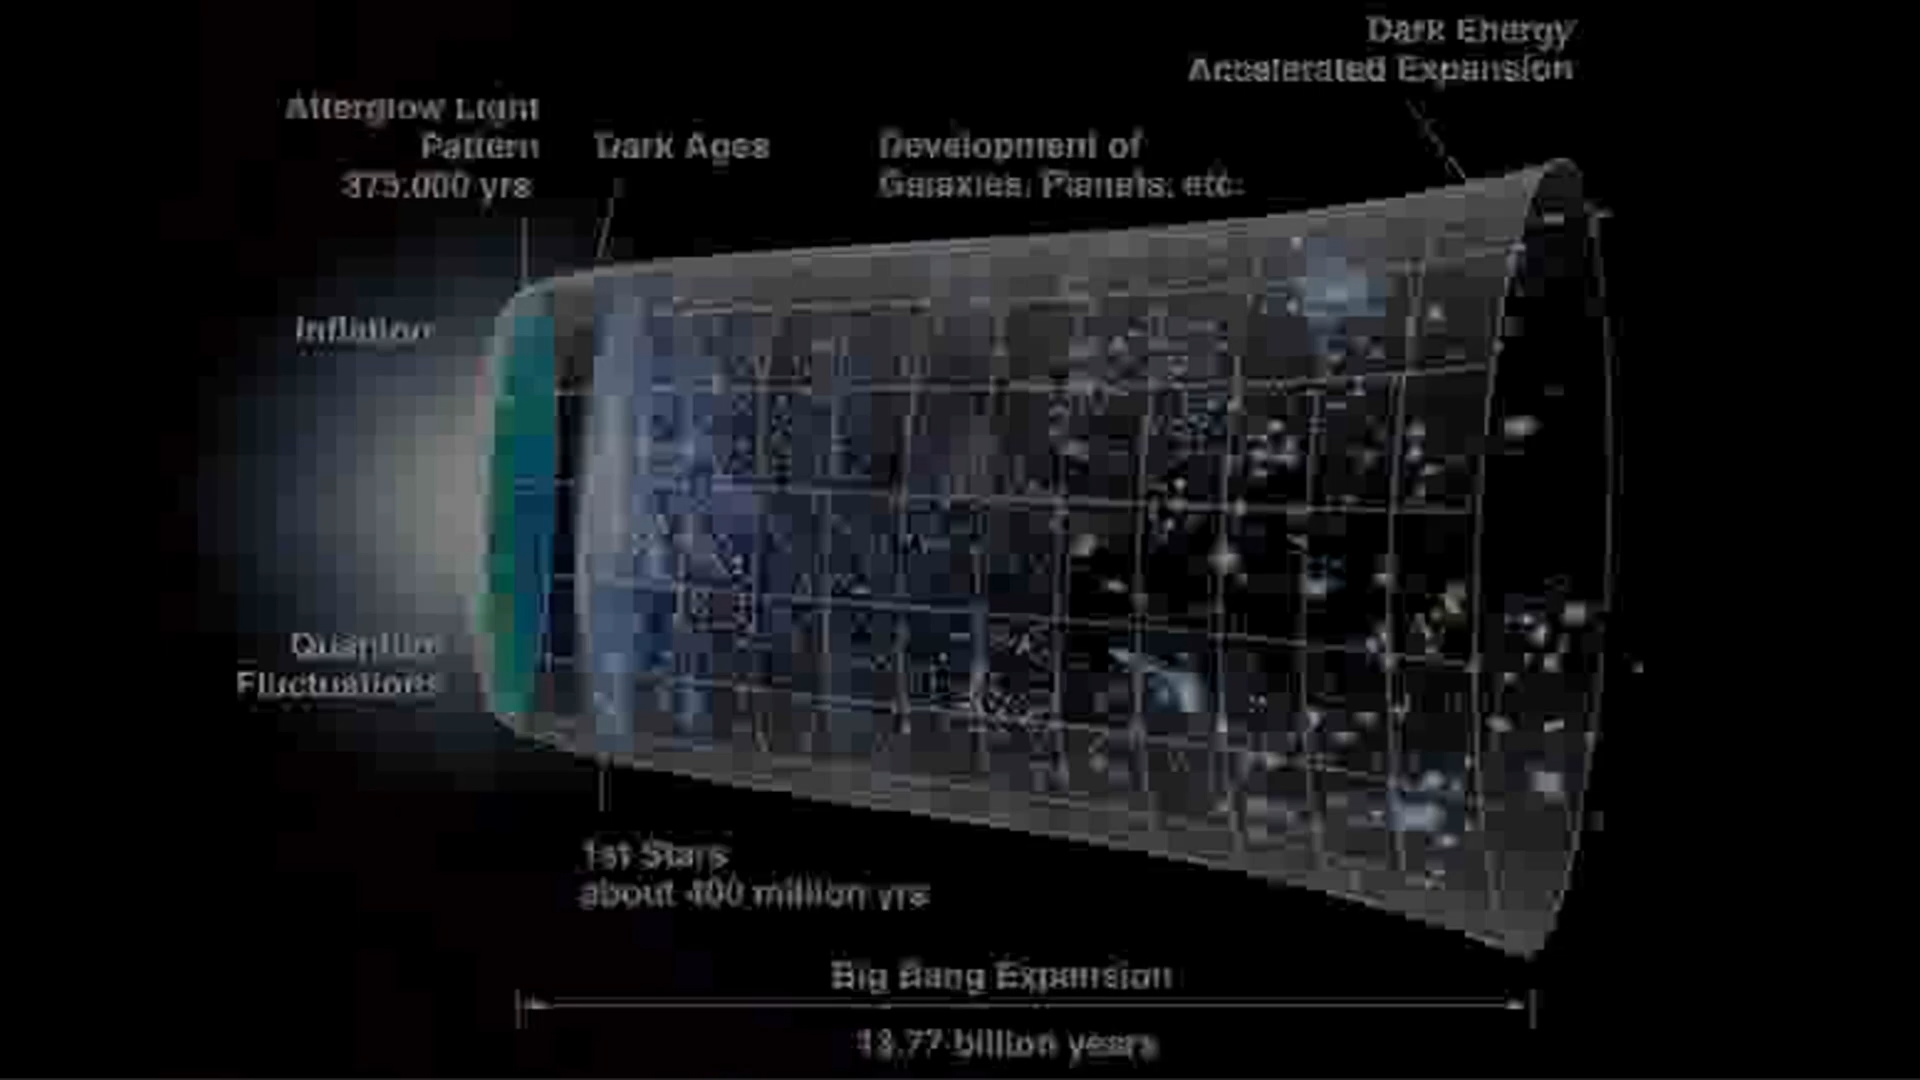 Dark Energy
Accelerated Expansion
Afterglow Light
Pattern
375,000 yrs
Dark Ages
Development of
Galaxies, Planets, etc.
Inflation
Quantum
Fluctuations
1st Stars
about 400 million yrs
Big Bang Expansion
13.77 billion years